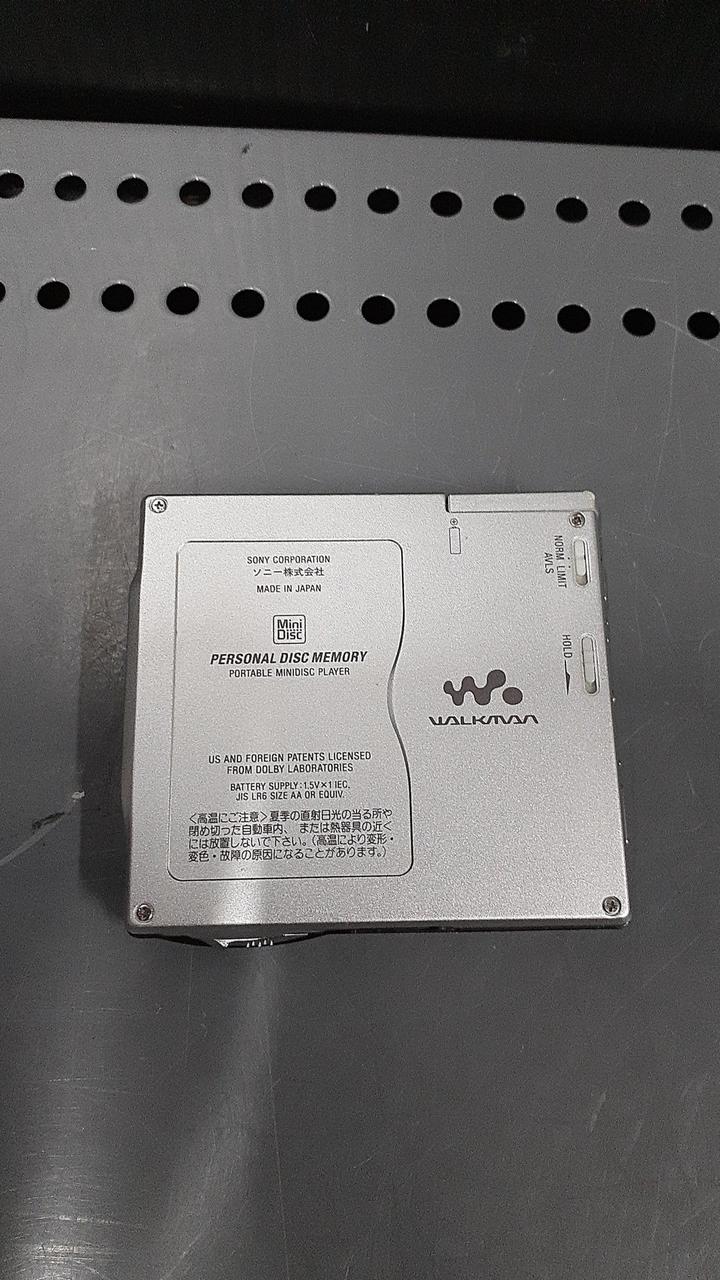 SONY CORPORATION
ソニー株式会社
MADE IN JAPAN
Mini
Disc
PERSONAL DISC MEMORY
PORTABLE MINIDISC PLAYER
US AND FOREIGN PATENTS LICENSED
FROM DOLBY LABORATORIES
BATTERY SUPPLY:1.5V×1 IEC,
JIS LR6 SIZE AA OR EQUIV.
〈高温にご注意〉夏季の直射日光の当る所や
閉め切った自動車内、または熱器具の近く
には放置しないで下さい。(高温により変形・
変色・故障の原因になることがあります。)
WALKMAN
NORM LIMIT
AVLS
HOLD